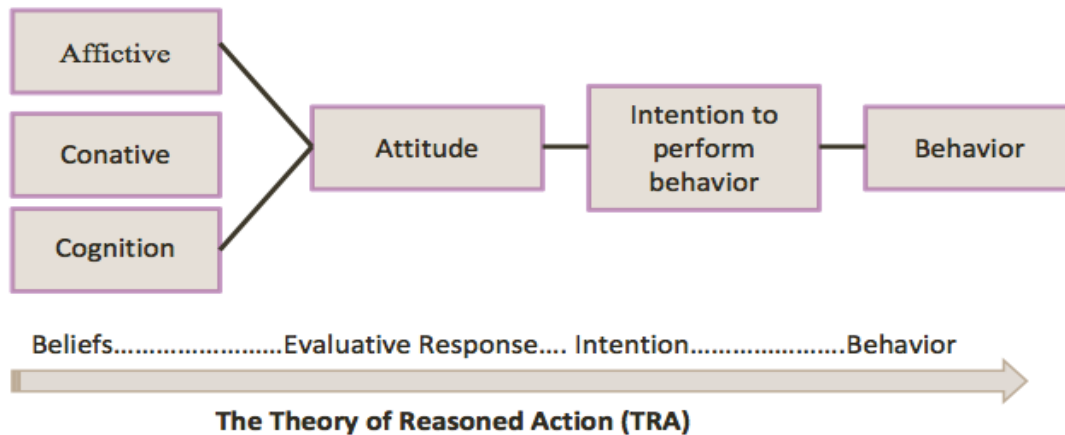 Affictive
Conative
Cognition
Attitude
Intention to
perform
behavior
Behavior
Beliefs........................Evaluative Response.... Intention......................Behavior
The Theory of Reasoned Action (TRA)